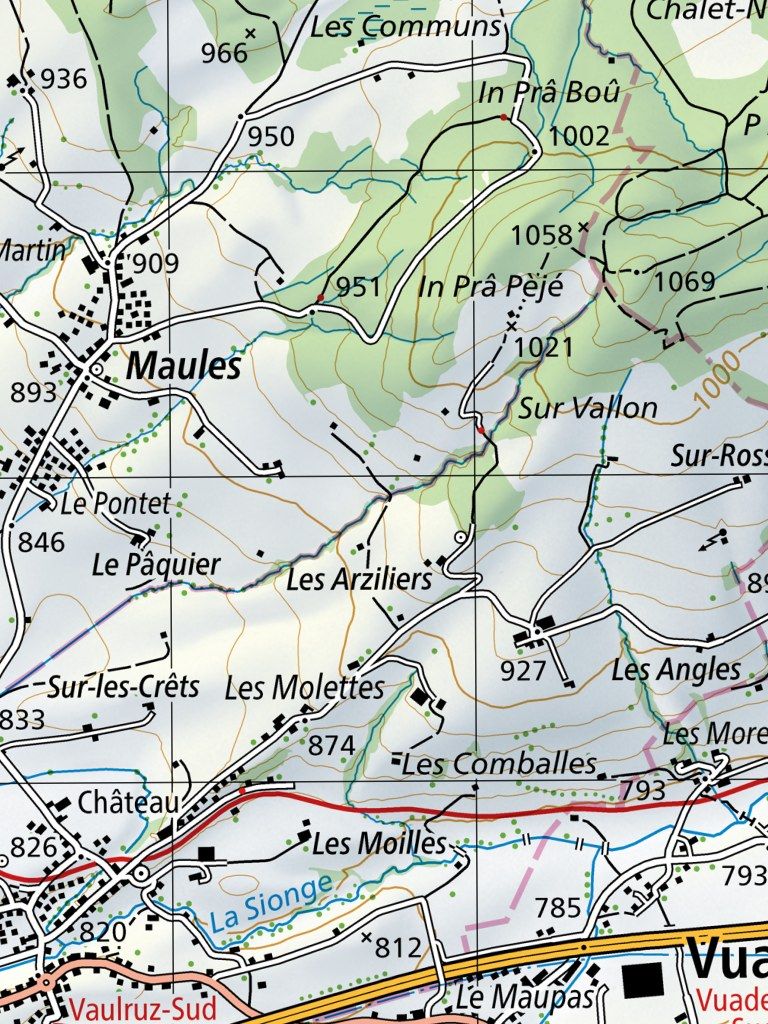 Chalet-N
Les Communs
966
936
In Prâ Boû
950
1002
P
Martin
909
1058
951
In Prâ Pèjé
1069
1021
Maules
893
1000
Sur Vallon
Sur-Ross
Le Pontet
846
Le Pâquier
Les Arziliers
89
927
Les Angles
Sur-les-Crêts
Les Molettes
833
874
Les More
Les Comballes
793
Château
826
Les Moilles
793
La Sionge
785
820
812
Vua
Le Maupas
Vaulruz-Sud
Vuade